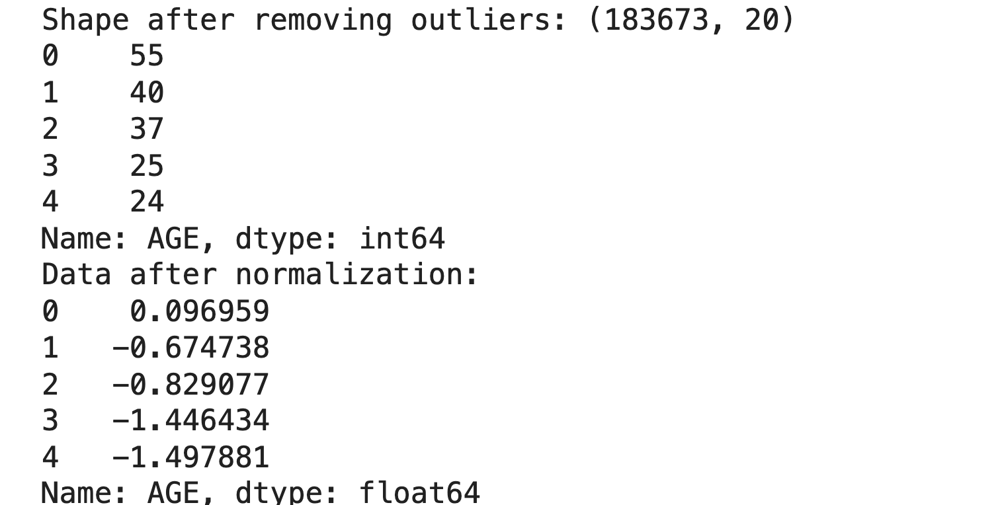 Shape after removing outliers: (183673, 20)
0    55
1    40
2    37
3    25
4    24
Name: AGE, dtype: int64
Data after normalization:
0    0.096959
1   -0.674738
2   -0.829077
3   -1.446434
4   -1.497881
Name: AGE, dtype: float64